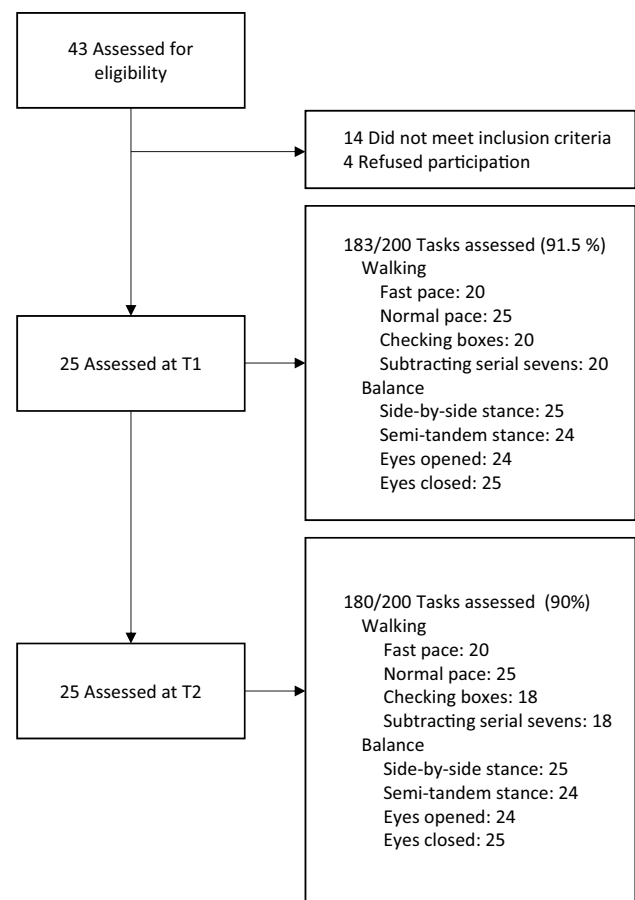 43 Assessed for
eligibility
14 Did not meet inclusion criteria
4 Refused participation
183/200 Tasks assessed (91.5 %)
Walking
Fast pace: 20
Normal pace: 25
Checking boxes: 20
Subtracting serial sevens: 20
Balance
Side-by-side stance: 25
Semi-tandem stance: 24
Eyes opened: 24
Eyes closed: 25
25 Assessed at T1
180/200 Tasks assessed (90%)
Walking
Fast pace: 20
Normal pace: 25
Checking boxes: 18
Subtracting serial sevens: 18
Balance
Side-by-side stance: 25
Semi-tandem stance: 24
Eyes opened: 24
Eyes closed: 25
25 Assessed at T2